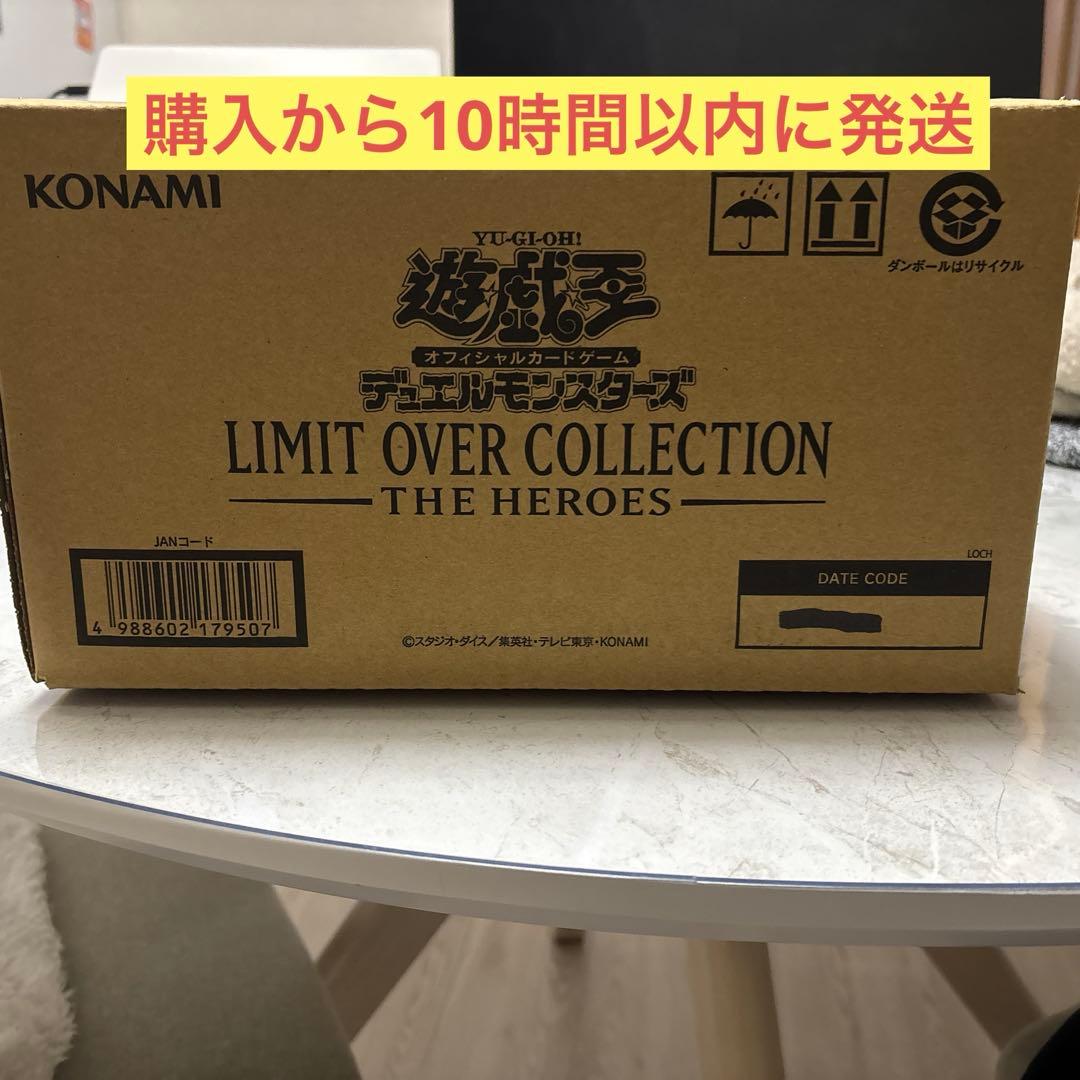 購入から10時間以内に発送
KONAMI
ダンボールはリサイクル
YU-GI-OH!
遊戯王
オフィシャルカードゲーム
デュエルモンスターズ
LIMIT OVER COLLECTION
THE HEROES
JANコード
4 988602 179507
LOCH
DATE CODE
©スタジオ・ダイス/集英社・テレビ東京・KONAMI